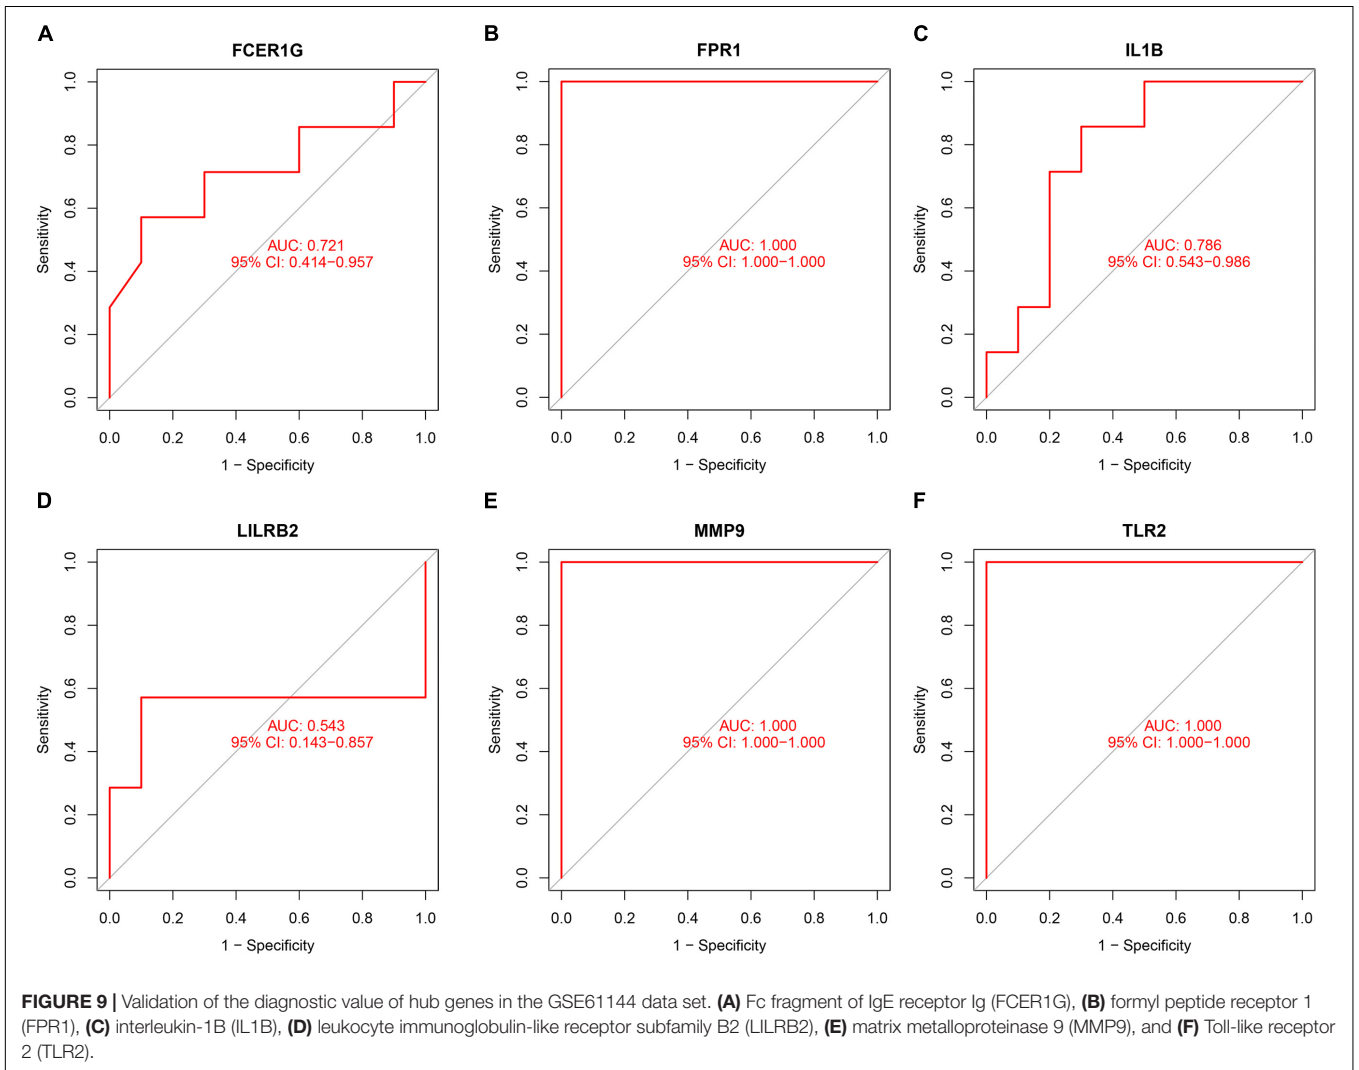 A
FCER1G
1.0
0.8
0.6
0.4
0.2
0.0
Sensitivity
AUC: 0.721
95% CI: 0.414−0.957
0.0 0.2 0.4 0.6 0.8 1.0
1 − Specificity
B
FPR1
1.0
0.8
0.6
0.4
0.2
0.0
Sensitivity
AUC: 1.000
95% CI: 1.000−1.000
0.0 0.2 0.4 0.6 0.8 1.0
1 − Specificity
C
IL1B
1.0
0.8
0.6
0.4
0.2
0.0
Sensitivity
AUC: 0.786
95% CI: 0.543−0.986
0.0 0.2 0.4 0.6 0.8 1.0
1 − Specificity
D
LILRB2
1.0
0.8
0.6
0.4
0.2
0.0
Sensitivity
AUC: 0.543
95% CI: 0.143−0.857
0.0 0.2 0.4 0.6 0.8 1.0
1 − Specificity
E
MMP9
1.0
0.8
0.6
0.4
0.2
0.0
Sensitivity
AUC: 1.000
95% CI: 1.000−1.000
0.0 0.2 0.4 0.6 0.8 1.0
1 − Specificity
F
TLR2
1.0
0.8
0.6
0.4
0.2
0.0
Sensitivity
AUC: 1.000
95% CI: 1.000−1.000
0.0 0.2 0.4 0.6 0.8 1.0
1 − Specificity
FIGURE 9 | Validation of the diagnostic value of hub genes in the GSE61144 data set. (A) Fc fragment of IgE receptor Ig (FCER1G), (B) formyl peptide receptor 1
(FPR1), (C) interleukin-1B (IL1B), (D) leukocyte immunoglobulin-like receptor subfamily B2 (LILRB2), (E) matrix metalloproteinase 9 (MMP9), and (F) Toll-like receptor
2 (TLR2).